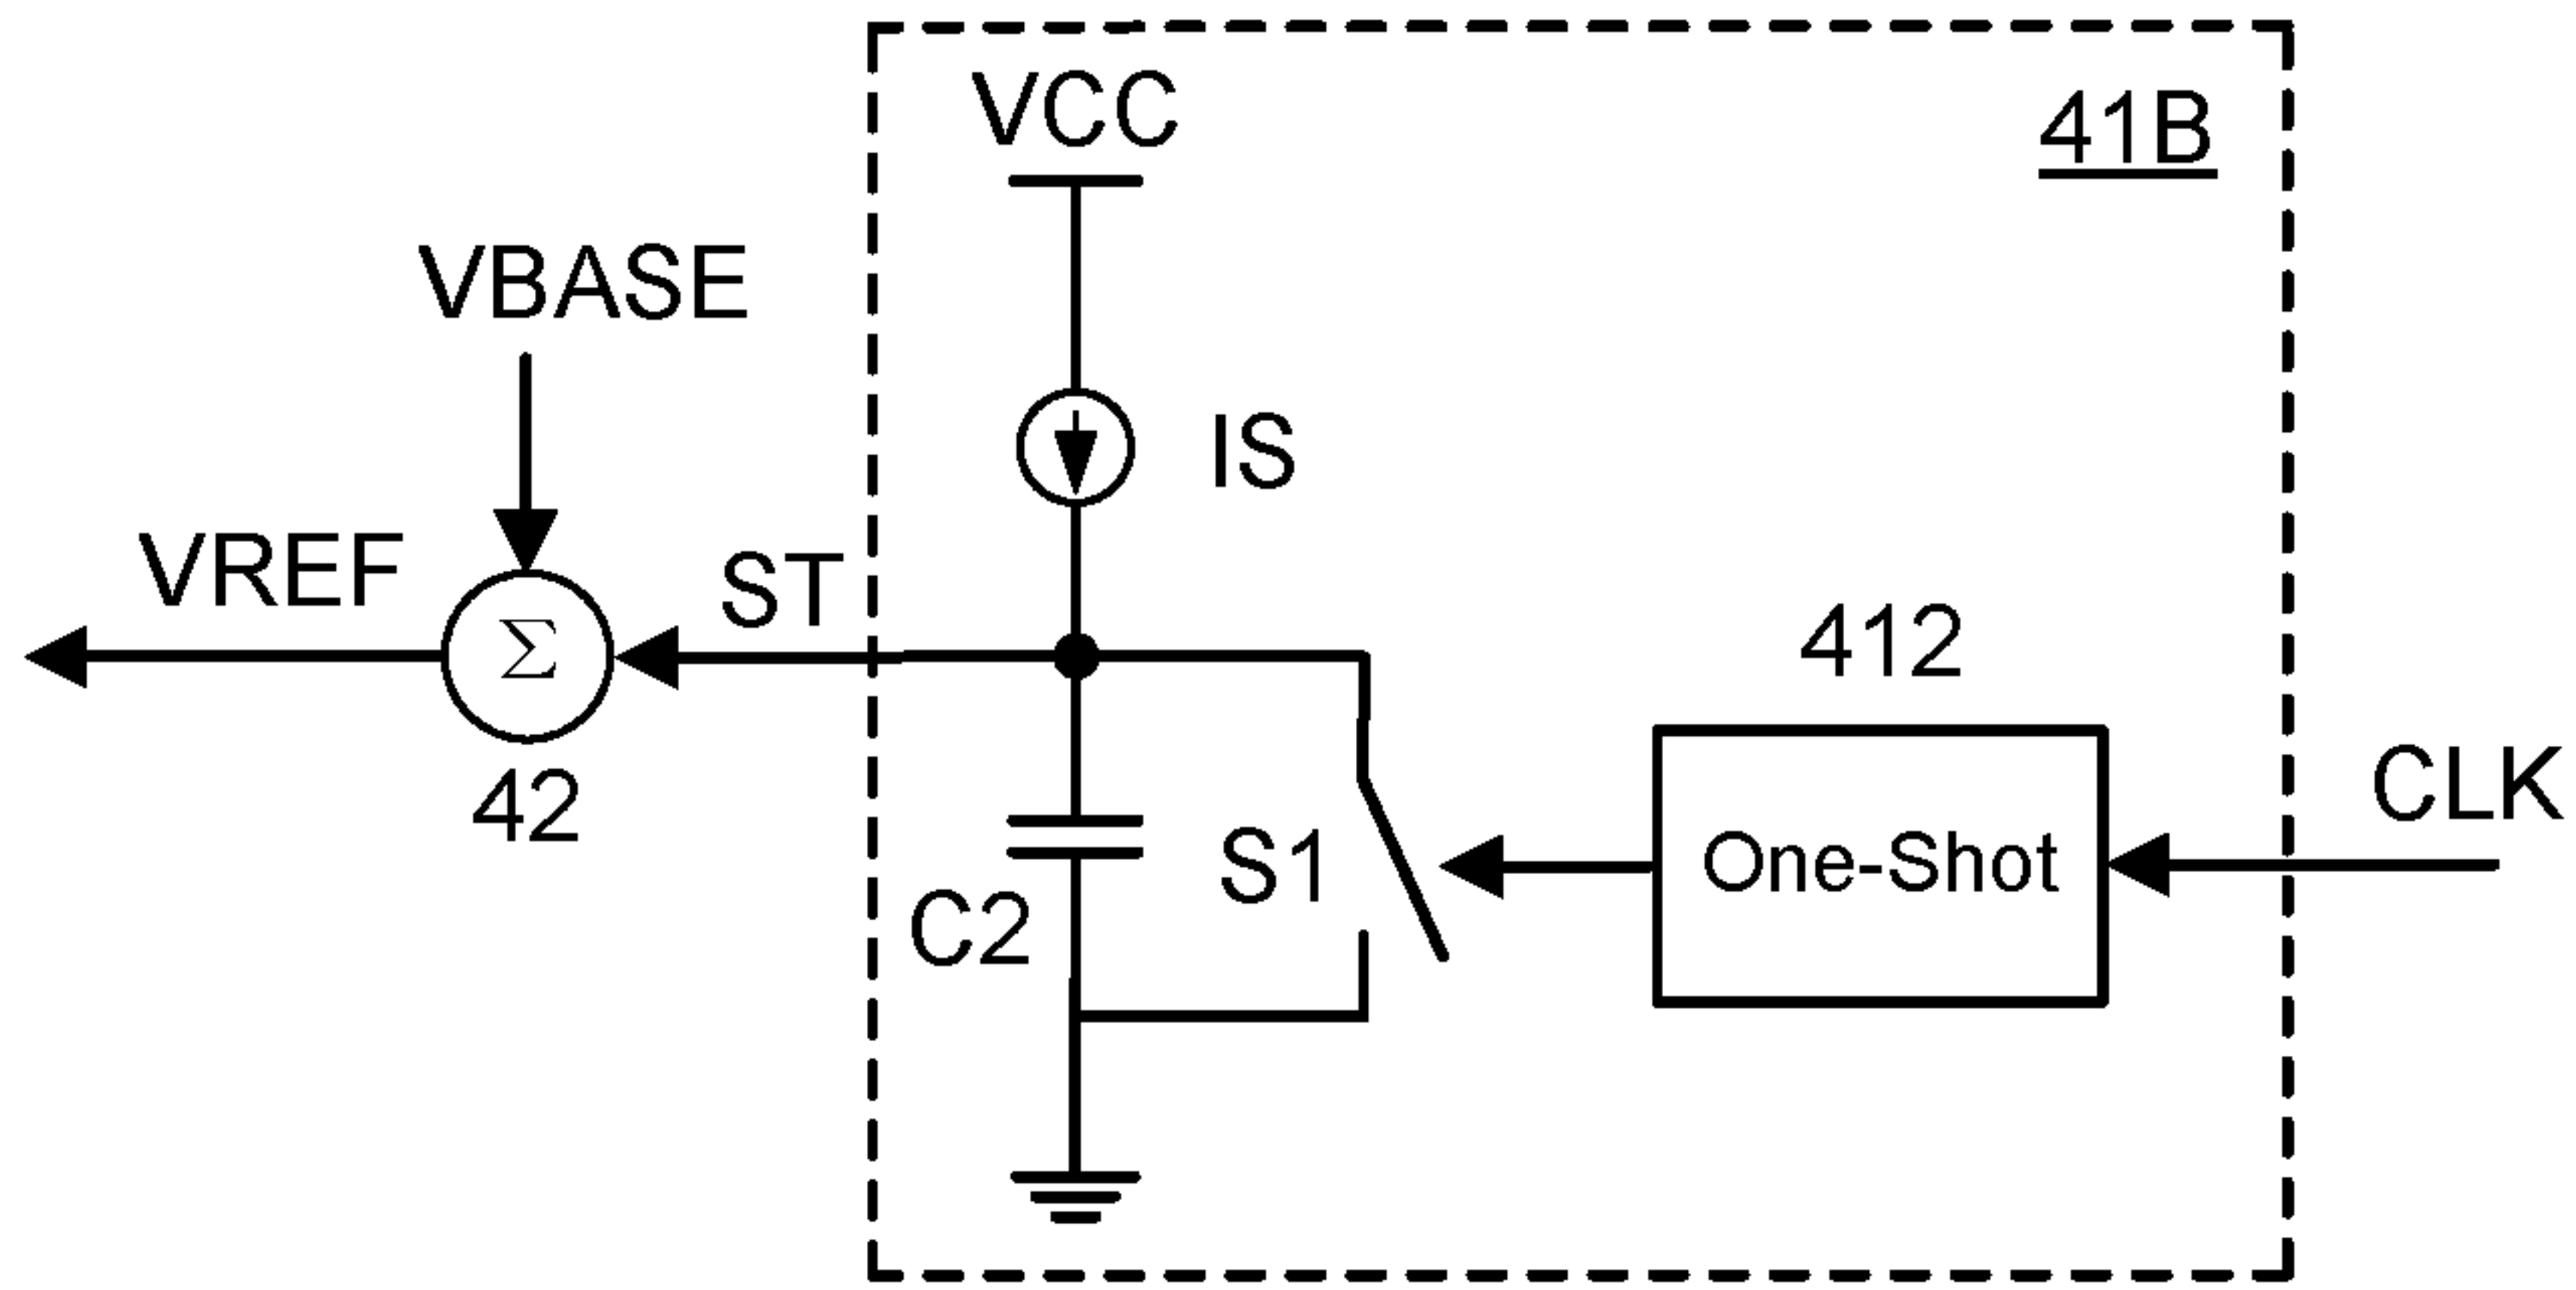 VCC
41B
VBASE
IS
VREF
Σ
ST
42
C2
S1
412
One-Shot
CLK